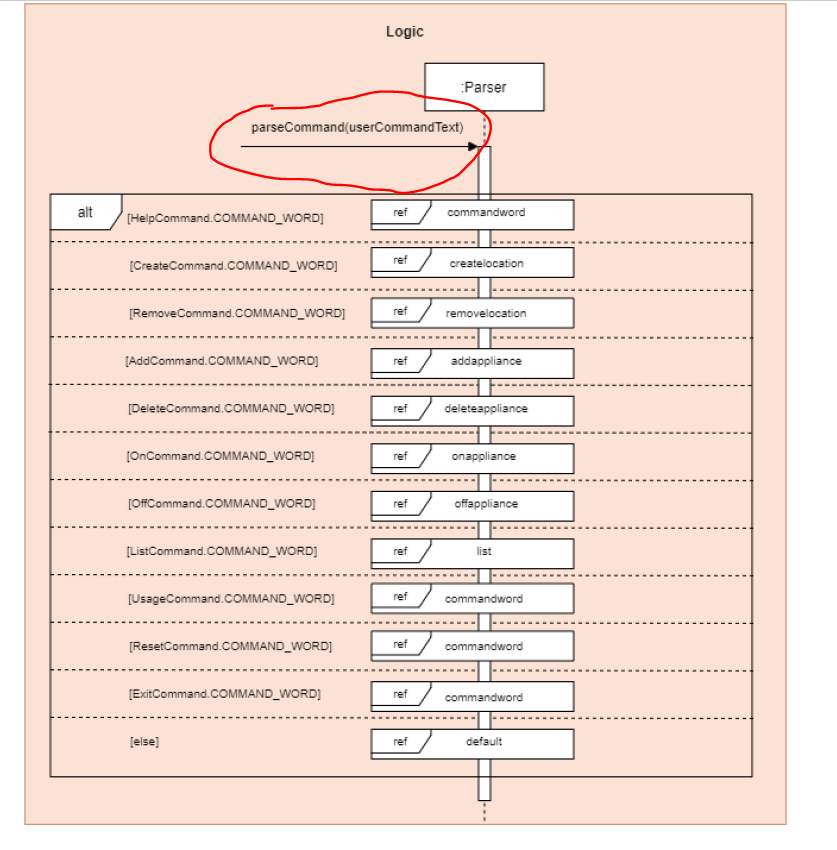 Logic
:Parser
parseCommand(userCommandText)
alt
[HelpCommand.COMMAND_WORD]
ref
commandword
[CreateCommand.COMMAND_WORD]
ref
createlocation
[RemoveCommand.COMMAND_WORD]
ref
removelocation
[AddCommand.COMMAND_WORD]
ref
addappliance
[DeleteCommand.COMMAND_WORD]
ref
deleteappliance
[OnCommand.COMMAND_WORD]
ref
onappliance
[OffCommand.COMMAND_WORD]
ref
offappliance
[ListCommand.COMMAND_WORD]
ref
list
[UsageCommand.COMMAND_WORD]
ref
commandword
[ResetCommand.COMMAND_WORD]
ref
commandword
[ExitCommand.COMMAND_WORD]
ref
commandword
[else]
ref
default